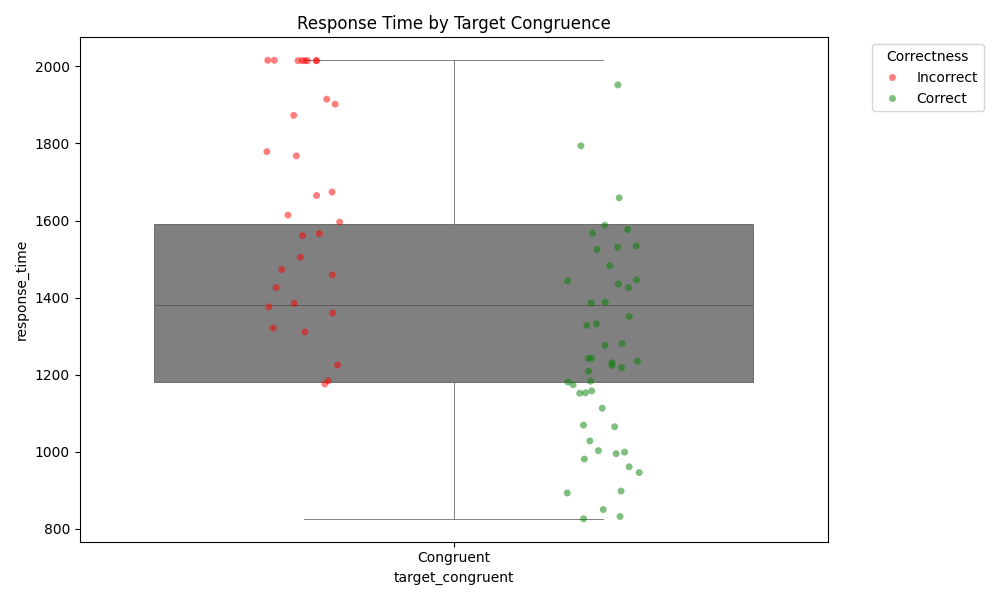 Response Time by Target Congruence
Correctness
Incorrect
Correct
2000
1800
1600
1400
1200
1000
800
response_time
Congruent
target_congruent